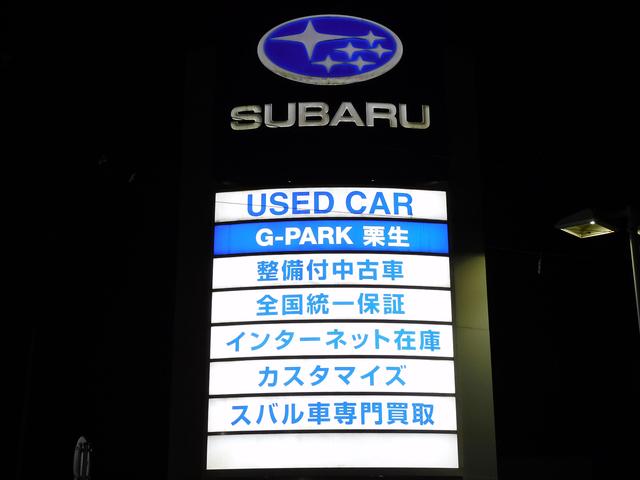 SUBARU
USED CAR
G-PARK 栗生
整備付中古車
全国統一保証
インターネット在庫
カスタマイズ
スバル車専門買取